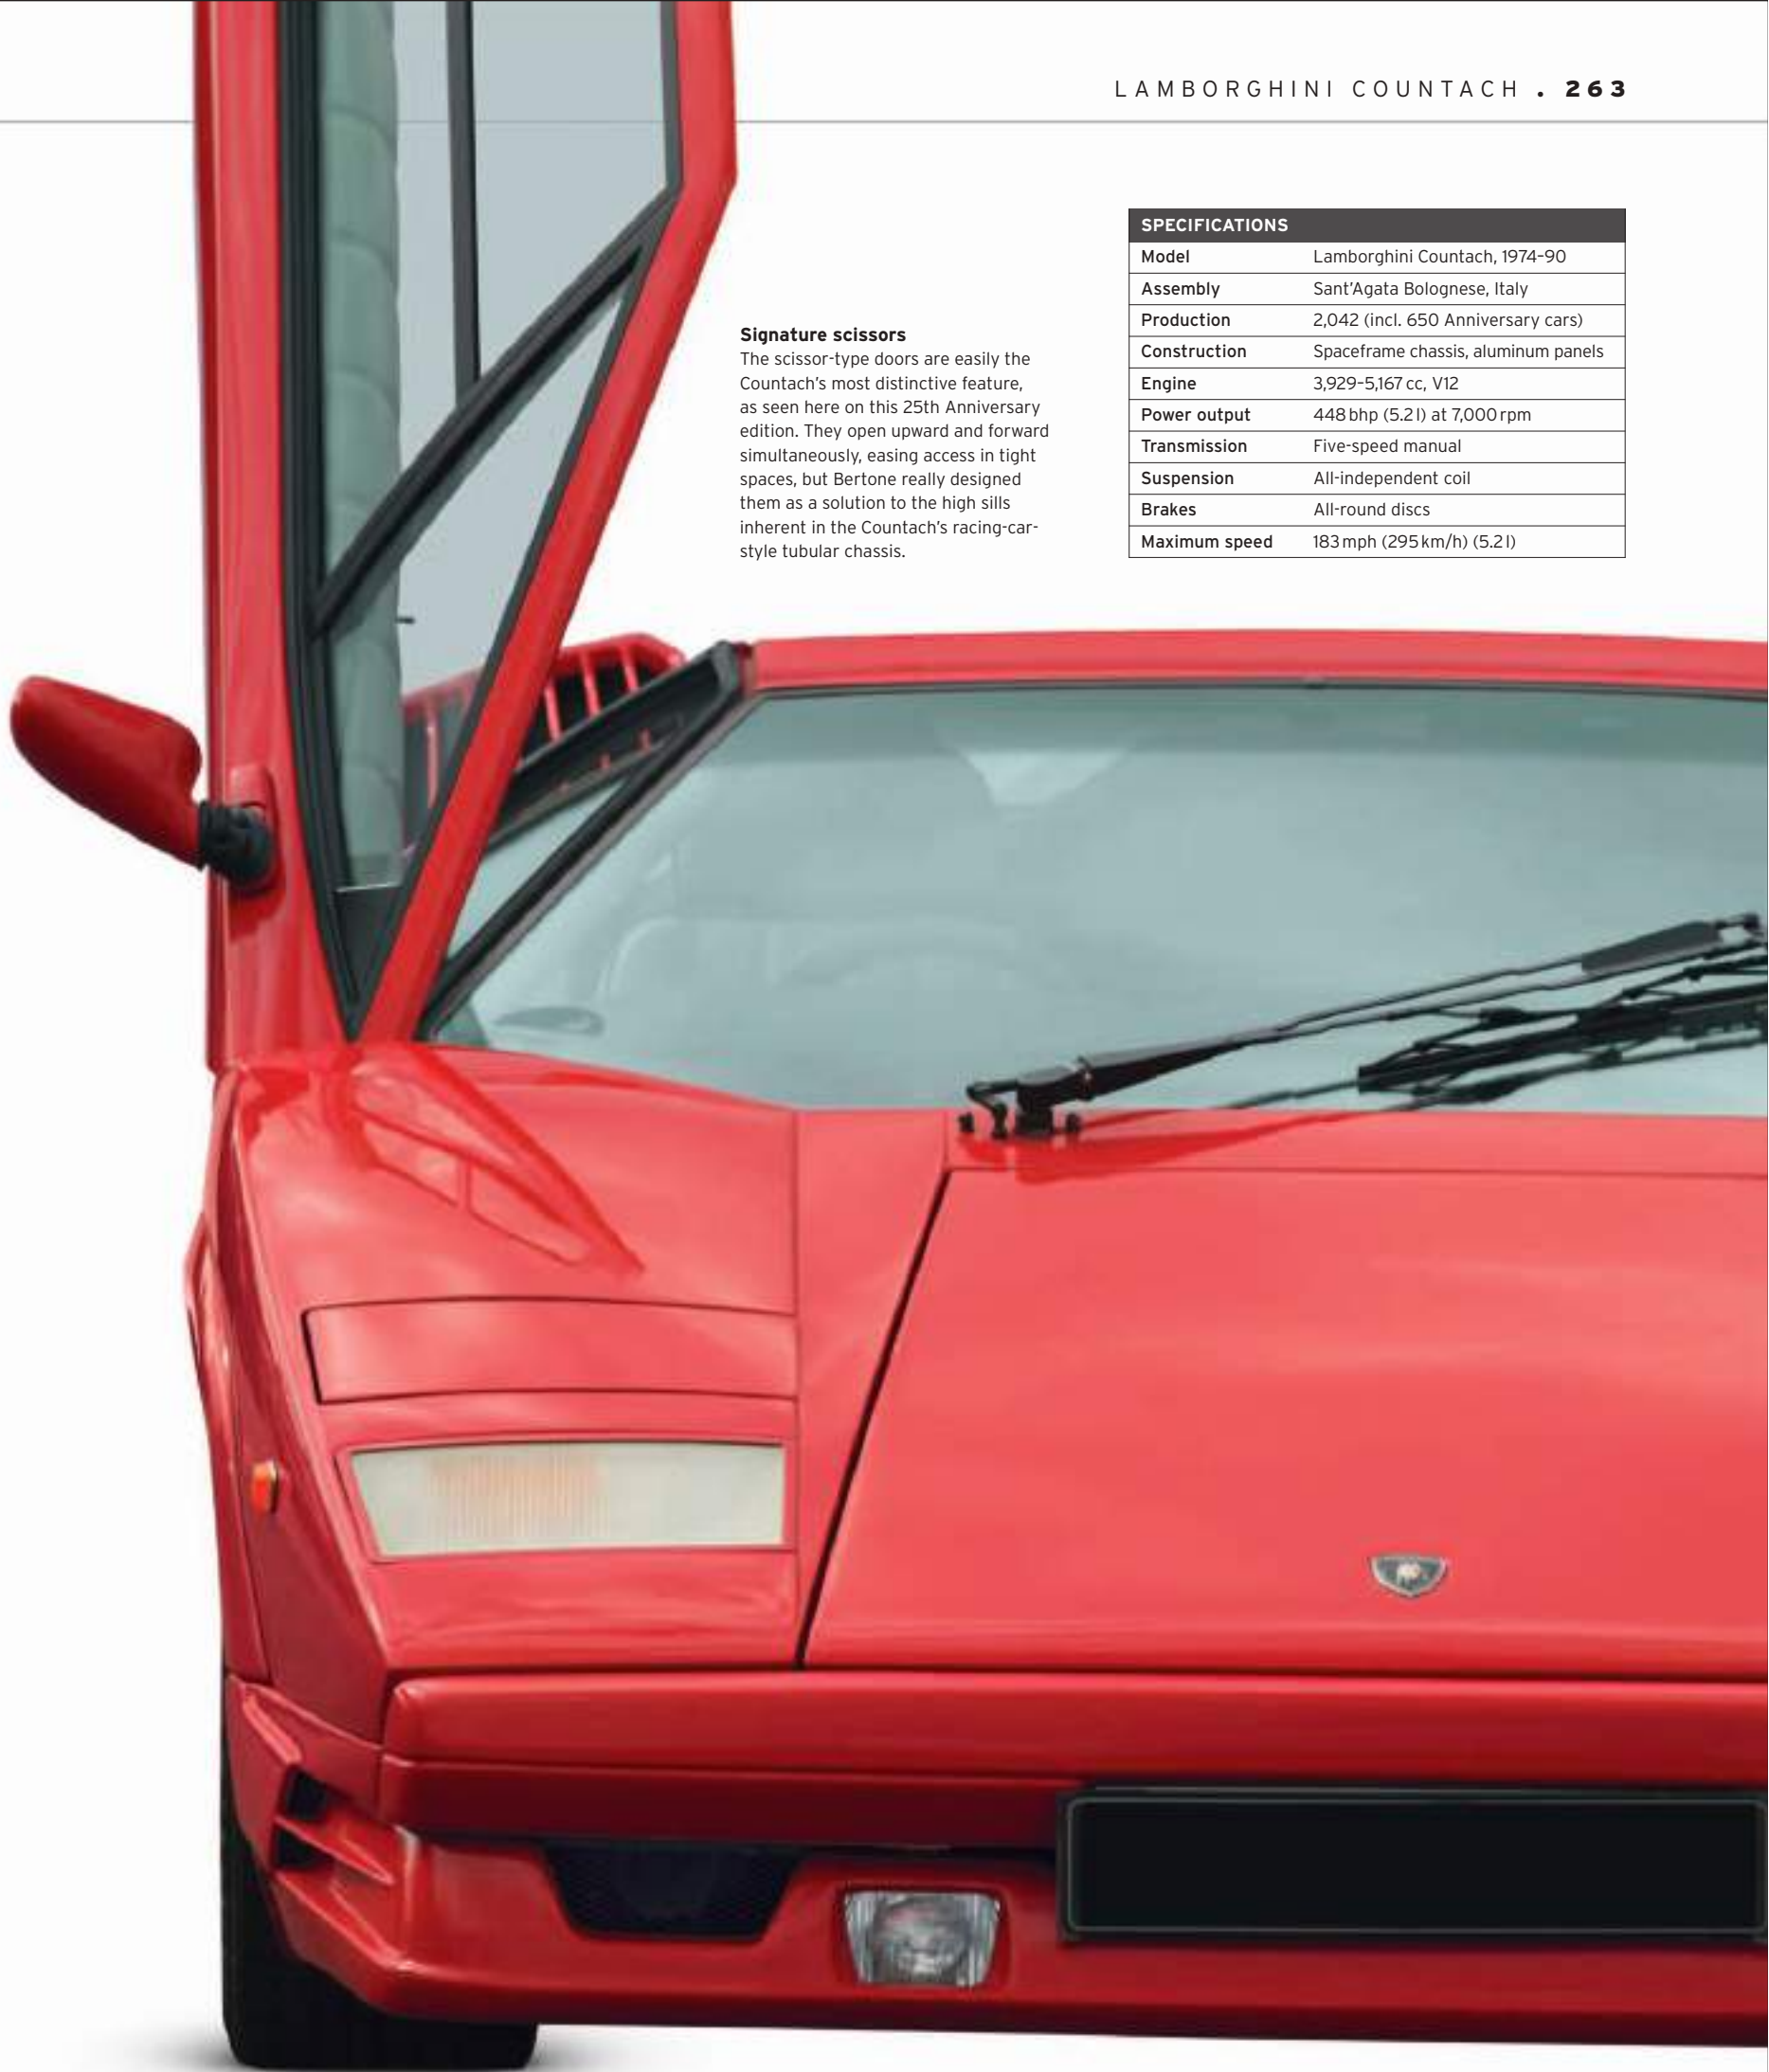 LAMBORGHINI COUNTACH . 263
Signature scissors
The scissor-type doors are easily the
Countach’s most distinctive feature,
as seen here on this 25th Anniversary
edition. They open upward and forward
simultaneously, easing access in tight
spaces, but Bertone really designed
them as a solution to the high sills
inherent in the Countach’s racing-car-
style tubular chassis.
SPECIFICATIONS
Model Lamborghini Countach, 1974–90
Assembly Sant’Agata Bolognese, Italy
Production 2,042 (incl. 650 Anniversary cars)
Construction Spaceframe chassis, aluminum panels
Engine 3,929–5,167 cc, V12
Power output 448 bhp (5.2 l) at 7,000 rpm
Transmission Five-speed manual
Suspension All-independent coil
Brakes All-round discs
Maximum speed 183 mph (295 km/h) (5.2 l)